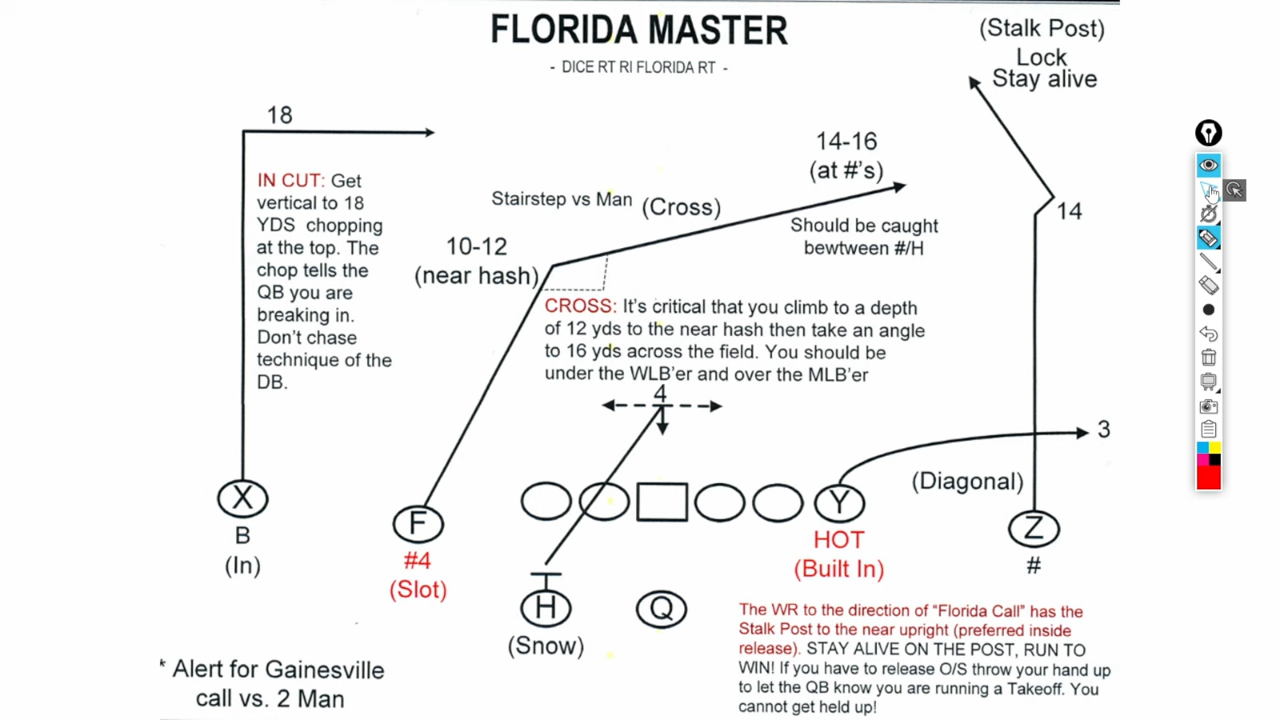 FLORIDA MASTER
- DICE RT RI FLORIDA RT -
(Stalk Post)
Lock
Stay alive
18
IN CUT: Get
vertical to 18
YDS chopping
at the top. The
chop tells the
QB you are
breaking in.
Don't chase
technique of the
DB.
10-12
(near hash)
Stairstep vs Man (Cross)
14-16
(at #'s)
Should be caught
bewtween #/H
14
CROSS: It's critical that you climb to a depth
of 12 yds to the near hash then take an angle
to 16 yds across the field. You should be
under the WLB'er and over the MLB'er
4
3
(Diagonal)
X
B
(In)
F
#4
(Slot)
Y
HOT
(Built In)
Z
#
H
(Snow)
Q
* Alert for Gainesville
call vs. 2 Man
The WR to the direction of “Florida Call” has the
Stalk Post to the near upright (preferred inside
release). STAY ALIVE ON THE POST, RUN TO
WIN! If you have to release O/S throw your hand up
to let the QB know you are running a Takeoff. You
cannot get held up!